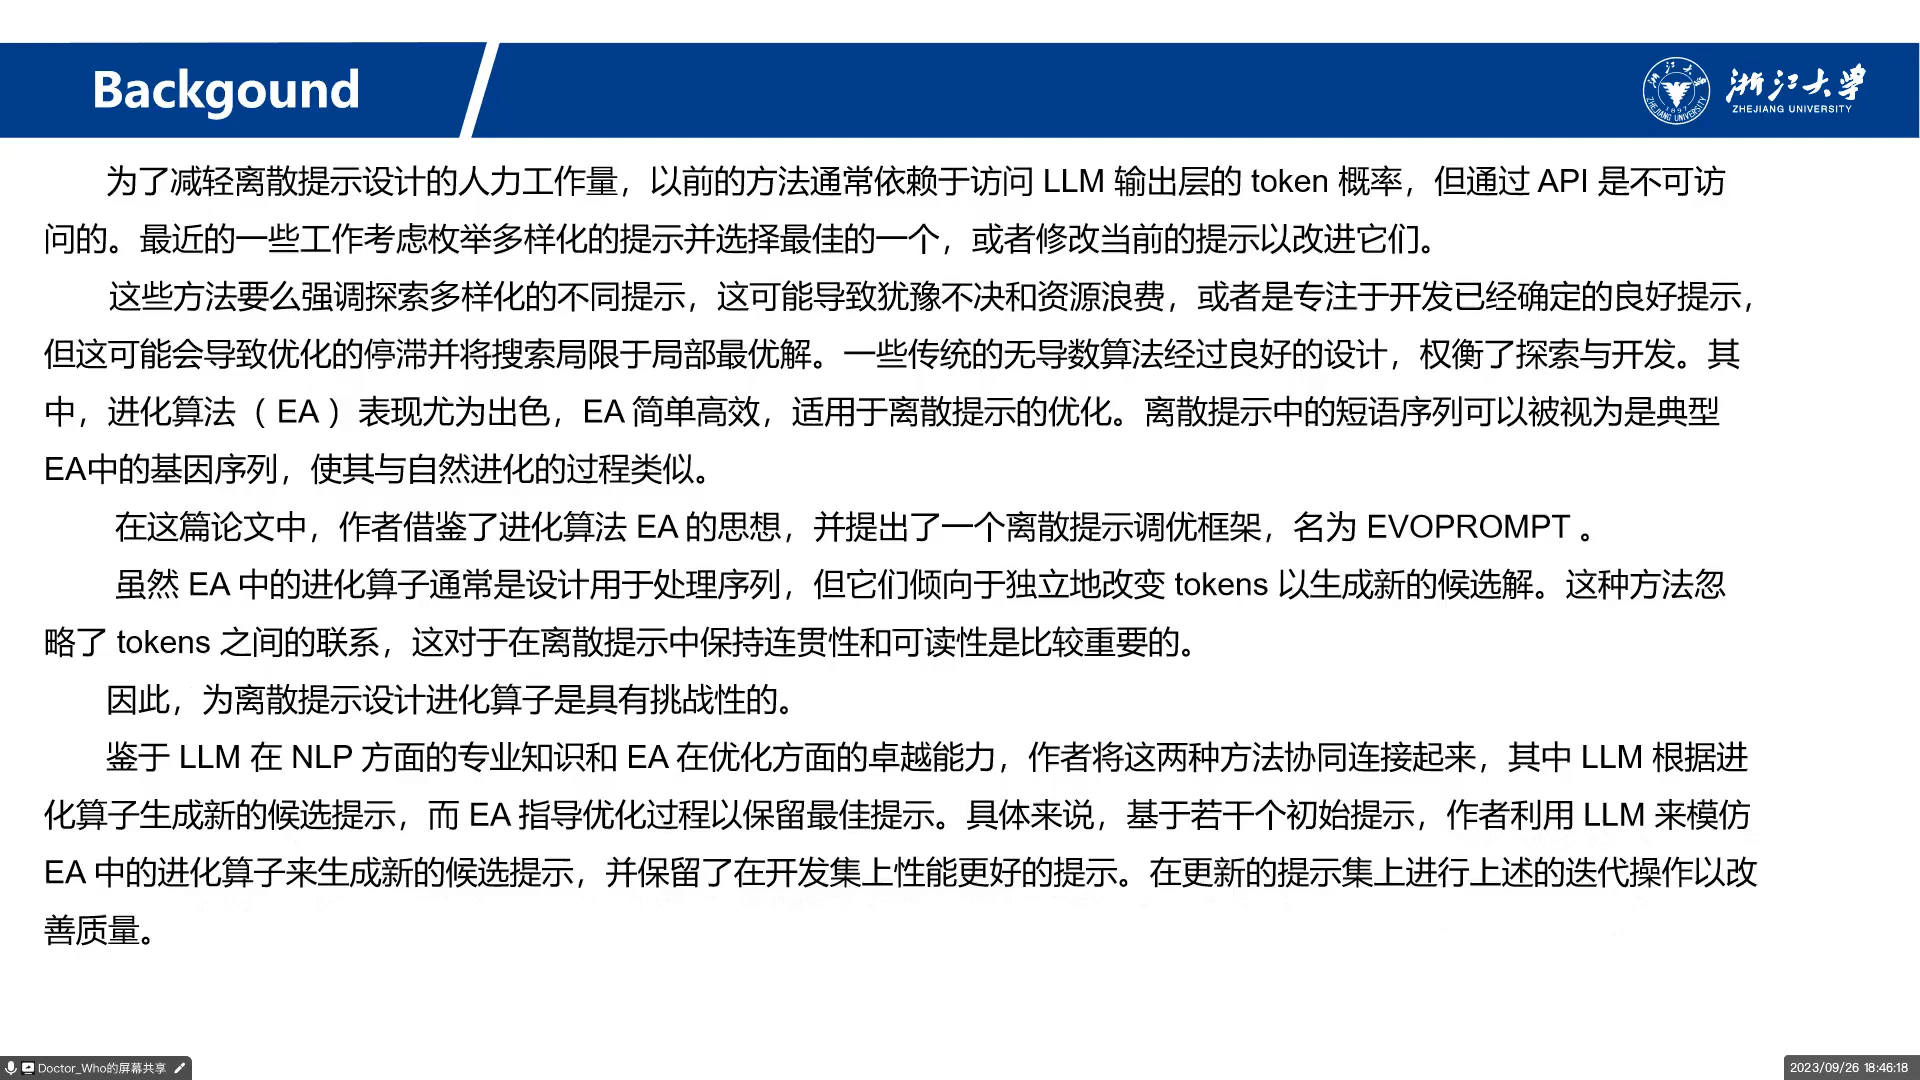 Backgound
浙江大学
ZHEJIANG UNIVERSITY
为了减轻离散提示设计的人力工作量，以前的方法通常依赖于访问 LLM 输出层的 token 概率，但通过 API 是不可访
问的。最近的一些工作考虑枚举多样化的提示并选择最佳的一个，或者修改当前的提示以改进它们。
这些方法要么强调探索多样化的不同提示，这可能导致犹豫不决和资源浪费，或者是专注于开发已经确定的良好提示，
但这可能会导致优化的停滞并将搜索局限于局部最优解。一些传统的无导数算法经过良好的设计，权衡了探索与开发。其
中，进化算法（ EA ）表现尤为出色，EA 简单高效，适用于离散提示的优化。离散提示中的短语序列可以被视为是典型
EA中的基因序列，使其与自然进化的过程类似。
在这篇论文中，作者借鉴了进化算法 EA 的思想，并提出了一个离散提示调优框架，名为 EVOPROMPT 。
虽然 EA 中的进化算子通常是设计用于处理序列，但它们倾向于独立地改变 tokens 以生成新的候选解。这种方法忽
略了 tokens 之间的联系，这对于在离散提示中保持连贯性和可读性是比较重要的。
因此，为离散提示设计进化算子是具有挑战性的。
鉴于 LLM 在 NLP 方面的专业知识和 EA 在优化方面的卓越能力，作者将这两种方法协同连接起来，其中 LLM 根据进
化算子生成新的候选提示，而 EA 指导优化过程以保留最佳提示。具体来说，基于若干个初始提示，作者利用 LLM 来模仿
EA 中的进化算子来生成新的候选提示，并保留了在开发集上性能更好的提示。在更新的提示集上进行上述的迭代操作以改
善质量。
Doctor_Who的屏幕共享
2023/09/26 18:46:18